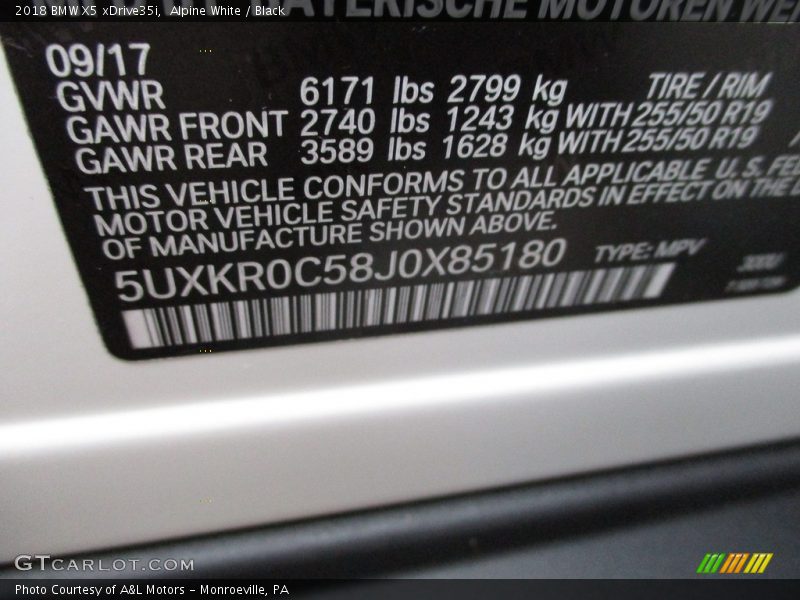 2018 BMW X5 xDrive35i, Alpine White / Black
MOTOREN
09/17
GVWR 6171 lbs 2799 kg TIRE / RIM
GAWR FRONT 2740 lbs 1243 kg WITH 255/50 R19
GAWR REAR 3589 lbs 1628 kg WITH 255/50 R19
THIS VEHICLE CONFORMS TO ALL APPLICABLE U. S. FE
MOTOR VEHICLE SAFETY STANDARDS IN EFFECT ON THE D
OF MANUFACTURE SHOWN ABOVE.
5UXKR0C58J0X85180 TYPE: MPV
300U
GTCARLOT.COM
Photo Courtesy of A&L Motors - Monroeville, PA